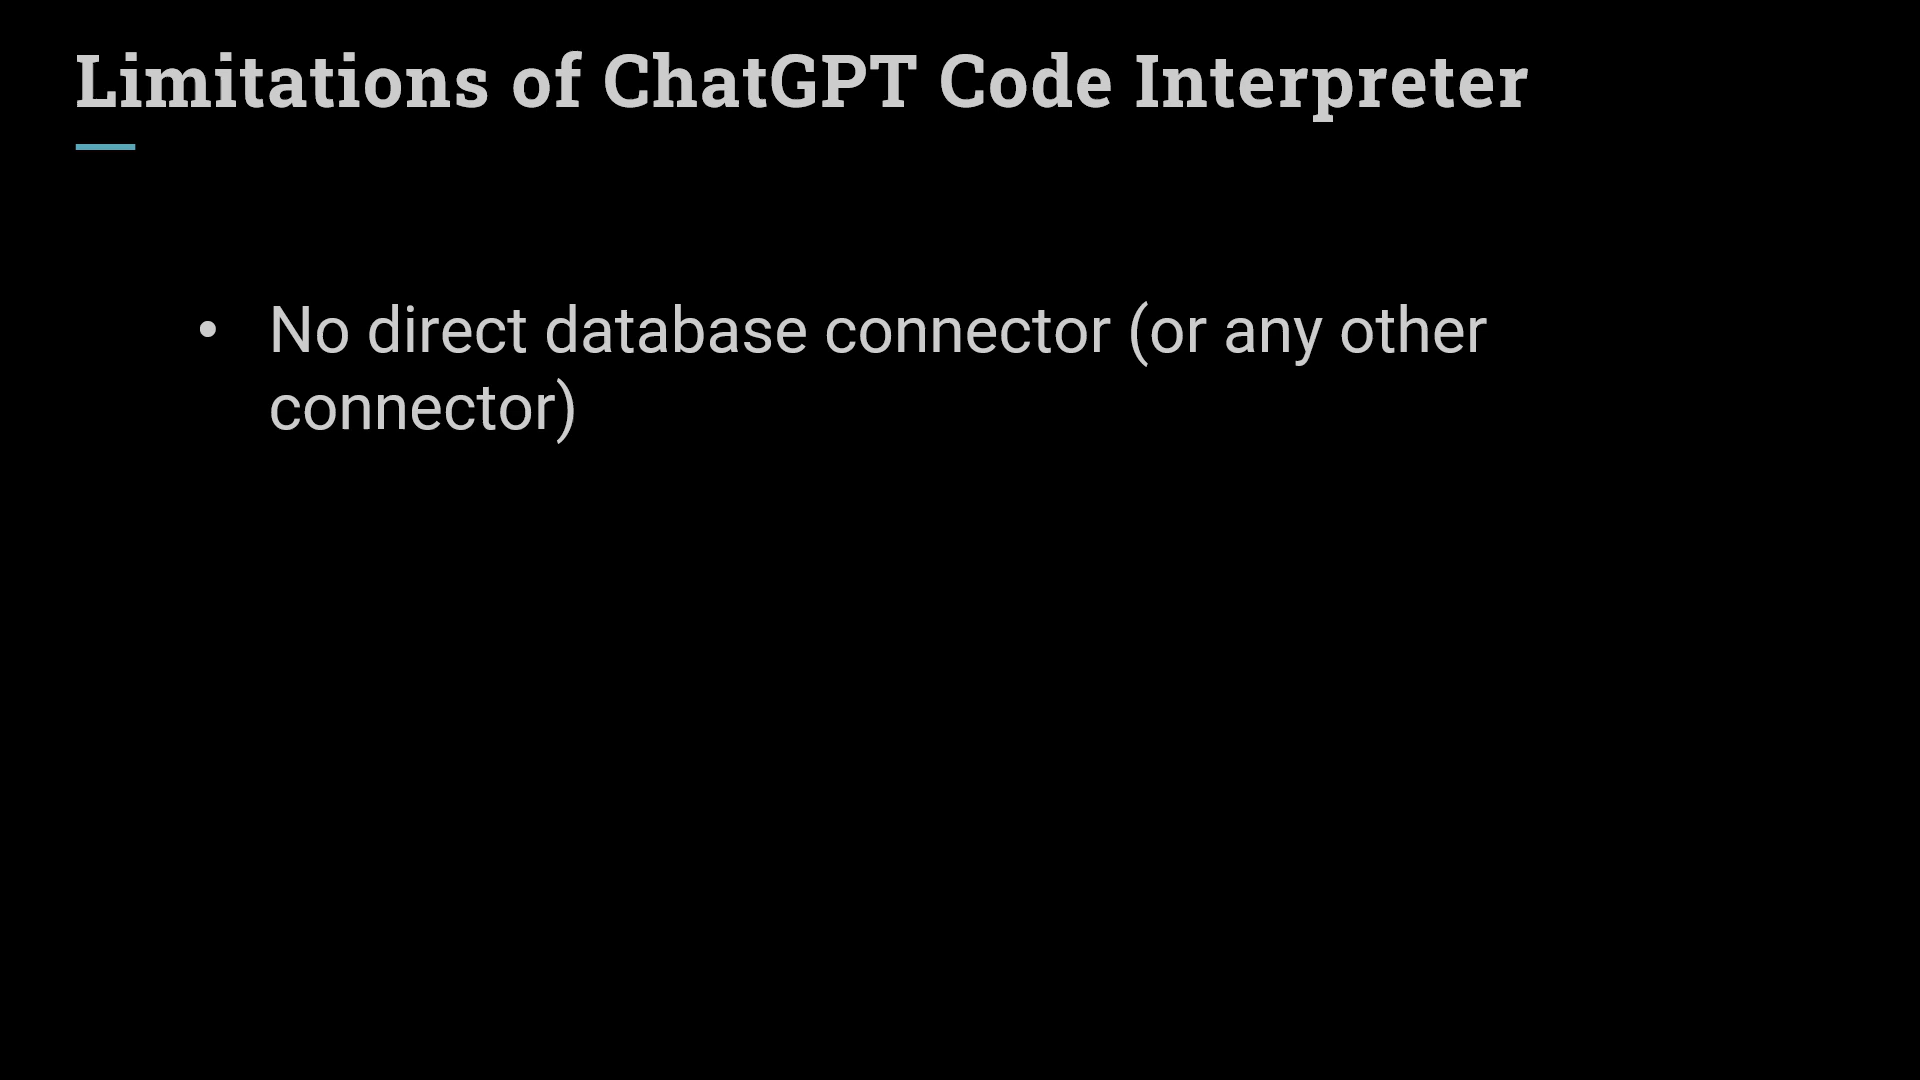 Limitations of ChatGPT Code Interpreter
• No direct database connector (or any other
connector)